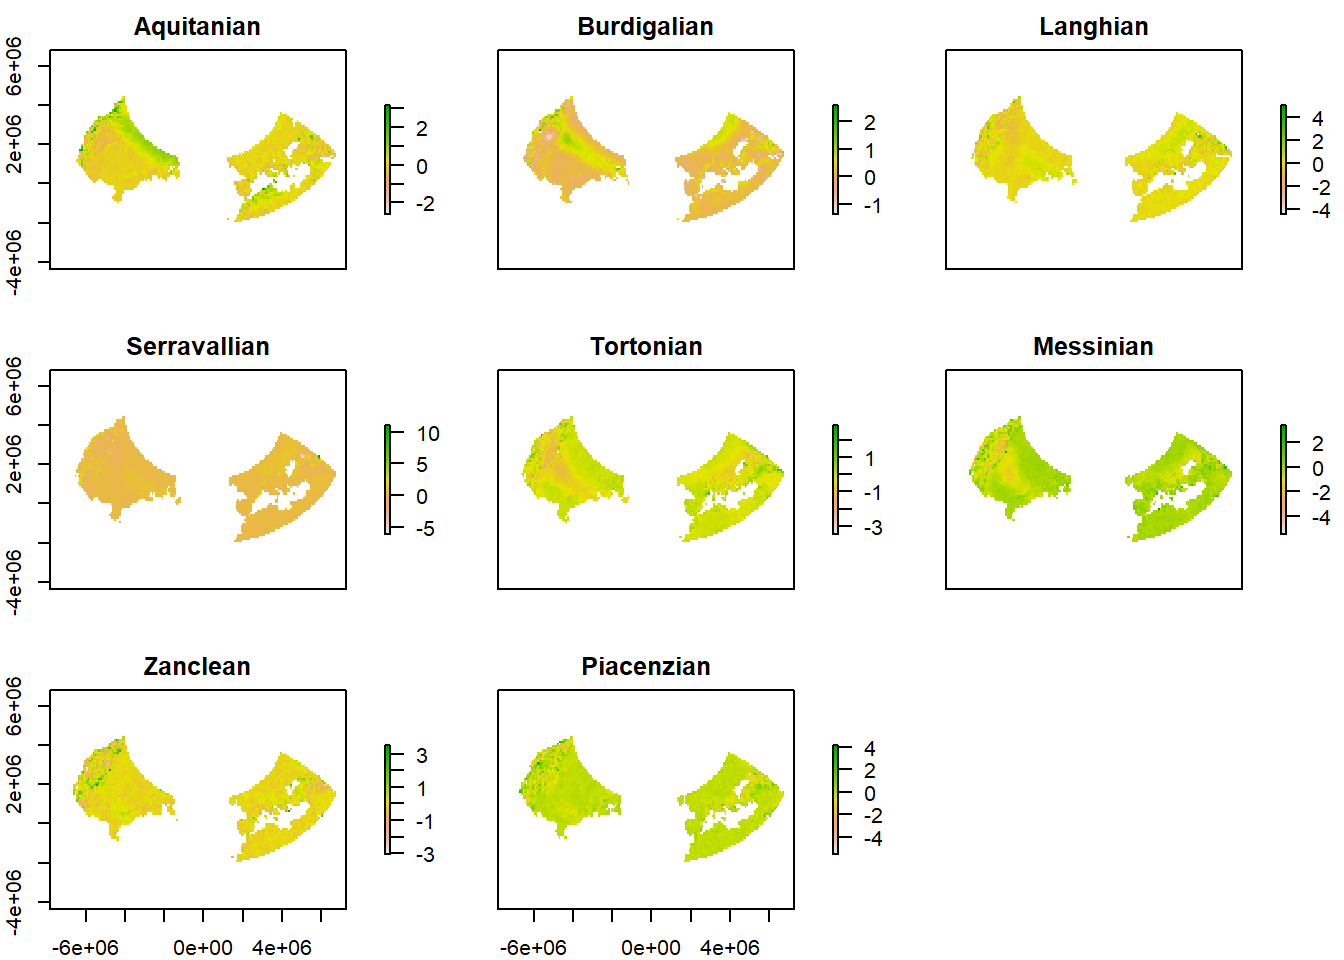 Aquitanian
6e+06
2e+06
-4e+06
2
0
-2
Burdigalian
2
1
0
-1
Langhian
4
2
0
-2
-4
Serravallian
6e+06
2e+06
-4e+06
10
5
0
-5
Tortonian
1
-1
-3
Messinian
2
0
-2
-4
Zanclean
6e+06
2e+06
-4e+06
3
1
-1
-3
-6e+06 0e+00 4e+06
Piacenzian
4
2
0
-2
-4
-6e+06 0e+00 4e+06